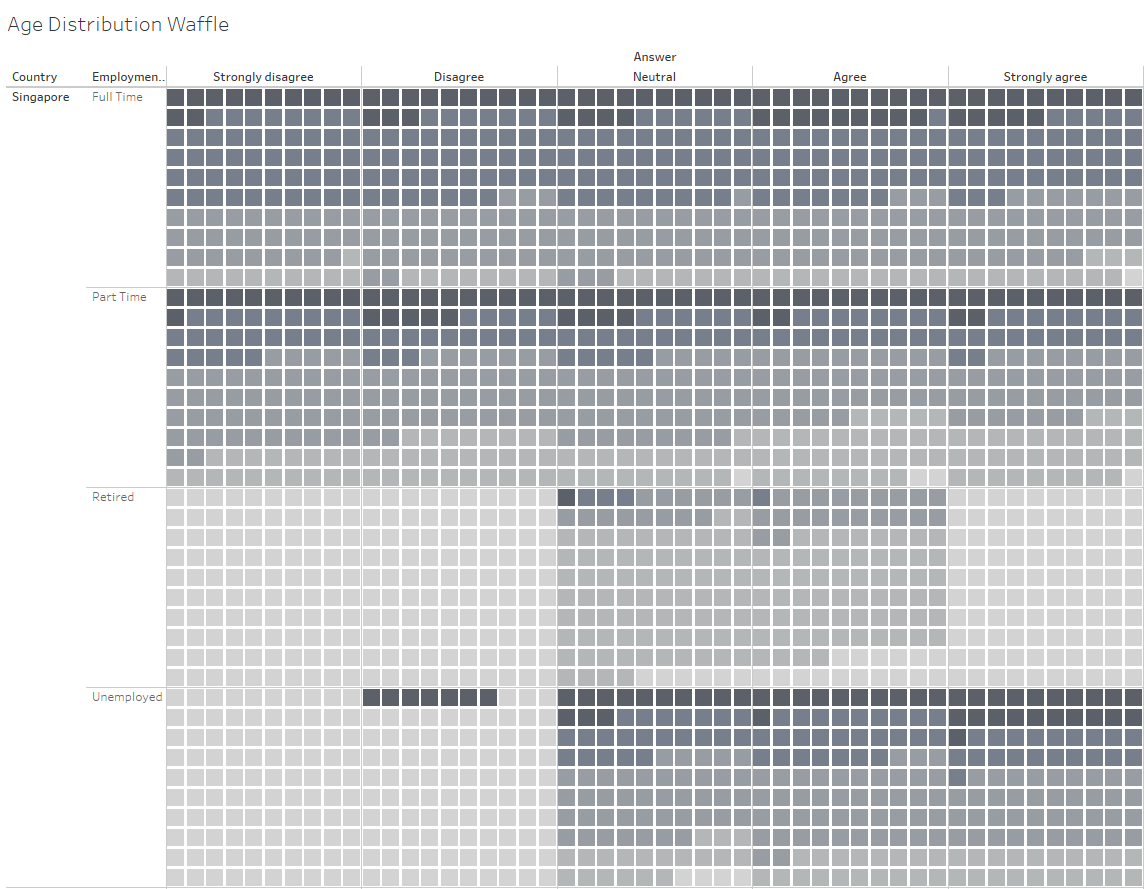 Age Distribution Waffle
Answer
Country Employmen.. Strongly disagree Disagree Neutral Agree Strongly agree
Singapore Full Time
Part Time
Retired
Unemployed